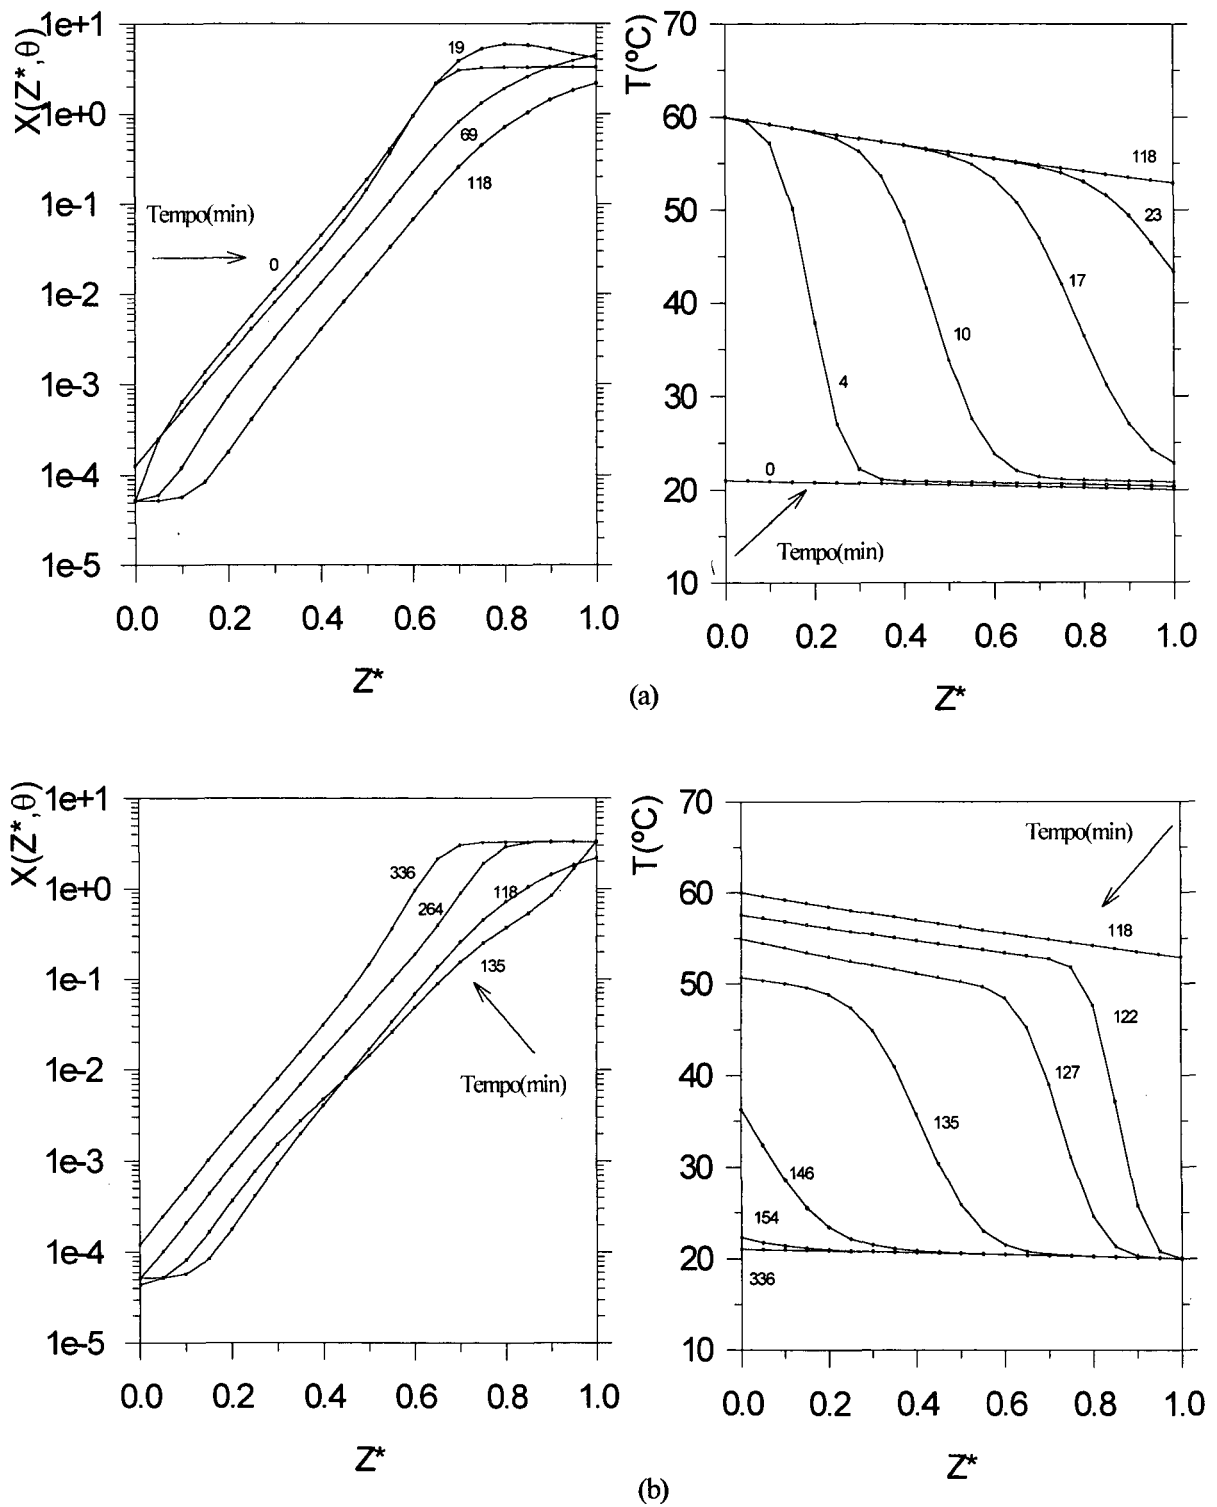 X(Z*,θ)
1e+1
1e+0
1e-1
1e-2
1e-3
1e-4
1e-5
19
69
118
Tempo(min)
0
0.0 0.2 0.4 0.6 0.8 1.0
Z*
T(ºC)
70
60
50
40
30
20
10
118
23
17
10
4
0
Tempo(min)
0.0 0.2 0.4 0.6 0.8 1.0
Z*
(a)
X(Z*,θ)
1e+1
1e+0
1e-1
1e-2
1e-3
1e-4
1e-5
336
264
118
135
Tempo(min)
0.0 0.2 0.4 0.6 0.8 1.0
Z*
T(ºC)
70
60
50
40
30
20
10
Tempo(min)
118
122
127
135
146
154
336
0.0 0.2 0.4 0.6 0.8 1.0
Z*
(b)